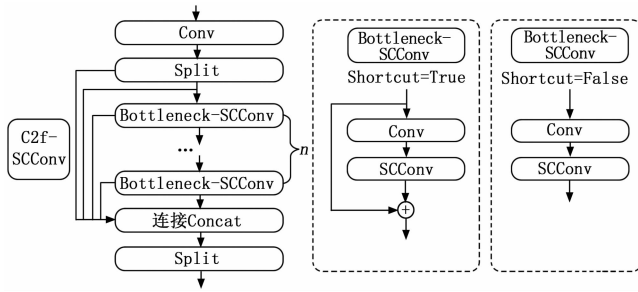 Conv
Split
Bottleneck-SCConv
...
Bottleneck-SCConv
n
连接Concat
Split
C2f-
SCConv
Bottleneck-
SCConv
Shortcut=True
Conv
SCConv
+
Bottleneck-
SCConv
Shortcut=False
Conv
SCConv